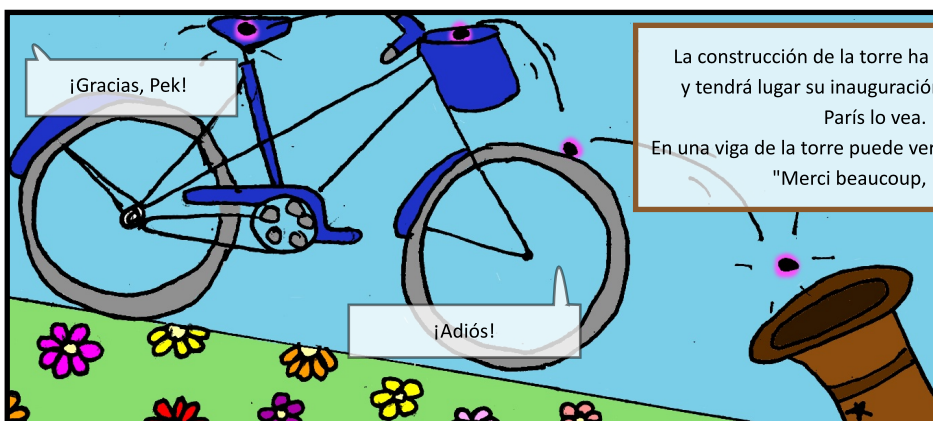 ¡Gracias, Pek!
La construcción de la torre ha
y tendrá lugar su inauguració
París lo vea.
En una viga de la torre puede ver
"Merci beaucoup,
¡Adiós!